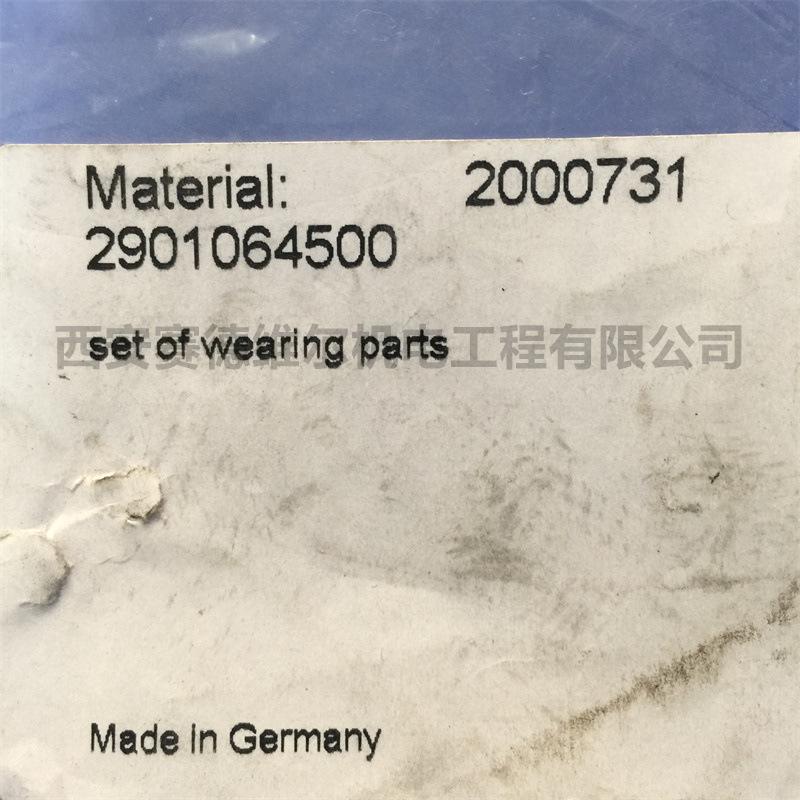 Material: 2000731
2901064500
西安赛德维尔机电工程有限公司
set of wearing parts
Made in Germany